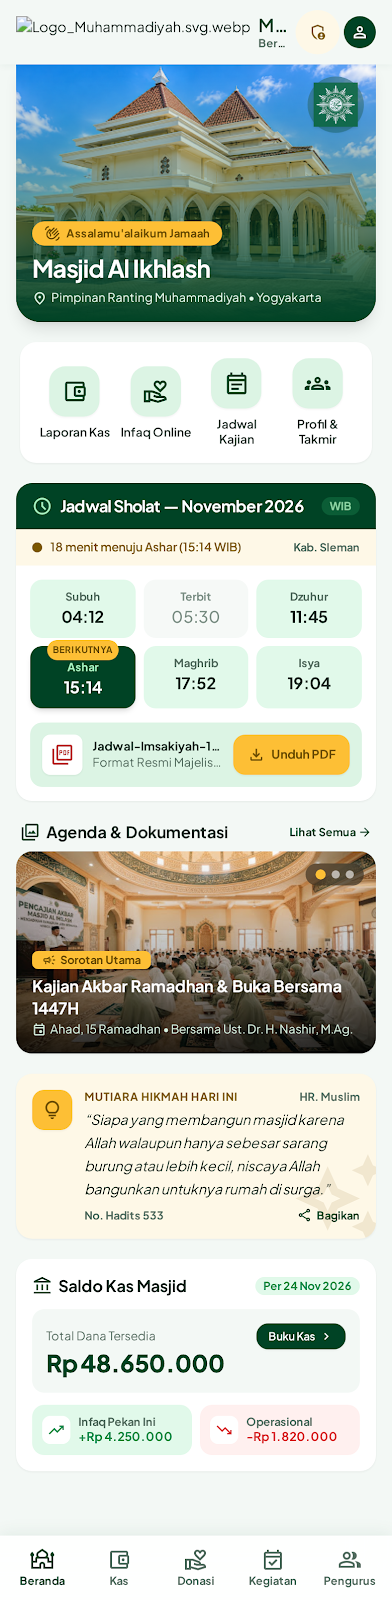 Logo_Muhammadiyah.svg.webp
M...
Ber...
Assalamu'alaikum Jamaah
Masjid Al Ikhlash
Pimpinan Ranting Muhammadiyah • Yogyakarta
Laporan Kas
Infaq Online
Jadwal
Kajian
Profil &
Takmir
Jadwal Sholat — November 2026
WIB
18 menit menuju Ashar (15:14 WIB)
Kab. Sleman
Subuh
04:12
Terbit
05:30
Dzuhur
11:45
BERIKUTNYA
Ashar
15:14
Maghrib
17:52
Isya
19:04
PDF
Jadwal-Imsakiyah-1...
Format Resmi Majelis...
Unduh PDF
Agenda & Dokumentasi
Lihat Semua →
PENGAJIAN AKBAR
Sorotan Utama
Kajian Akbar Ramadhan & Buka Bersama
1447H
Ahad, 15 Ramadhan • Bersama Ust. Dr. H. Nashir, M.Ag.
MUTIARA HIKMAH HARI INI
HR. Muslim
“Siapa yang membangun masjid karena
Allah walaupun hanya sebesar sarang
burung atau lebih kecil, niscaya Allah
bangunkan untuknya rumah di surga.”
No. Hadits 533
Bagikan
Saldo Kas Masjid
Per 24 Nov 2026
Total Dana Tersedia
Rp 48.650.000
Buku Kas
Infaq Pekan Ini
+Rp 4.250.000
Operasional
-Rp 1.820.000
Beranda
Kas
Donasi
Kegiatan
Pengurus